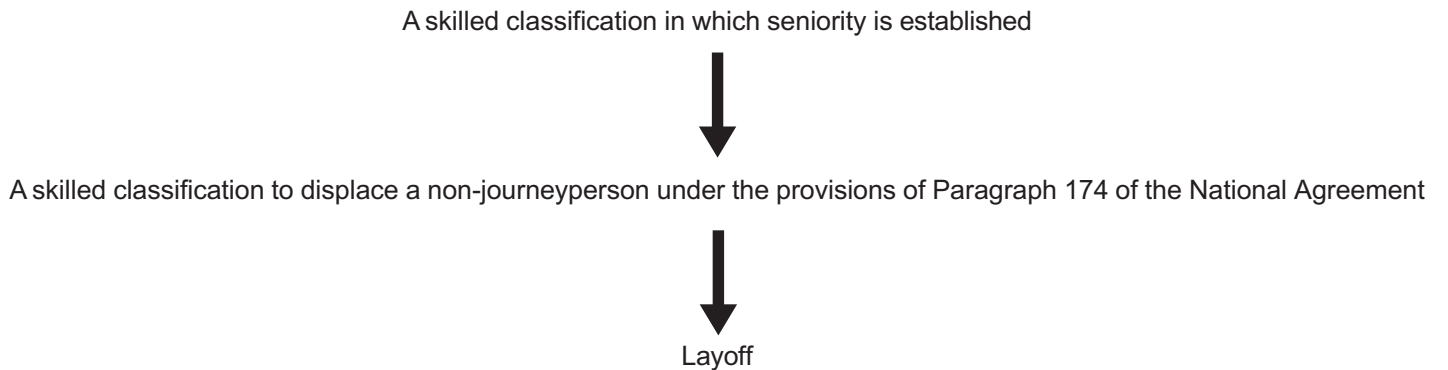 A skilled classification in which seniority is established
A skilled classification to displace a non-journeyperson under the provisions of Paragraph 174 of the National Agreement
Layoff